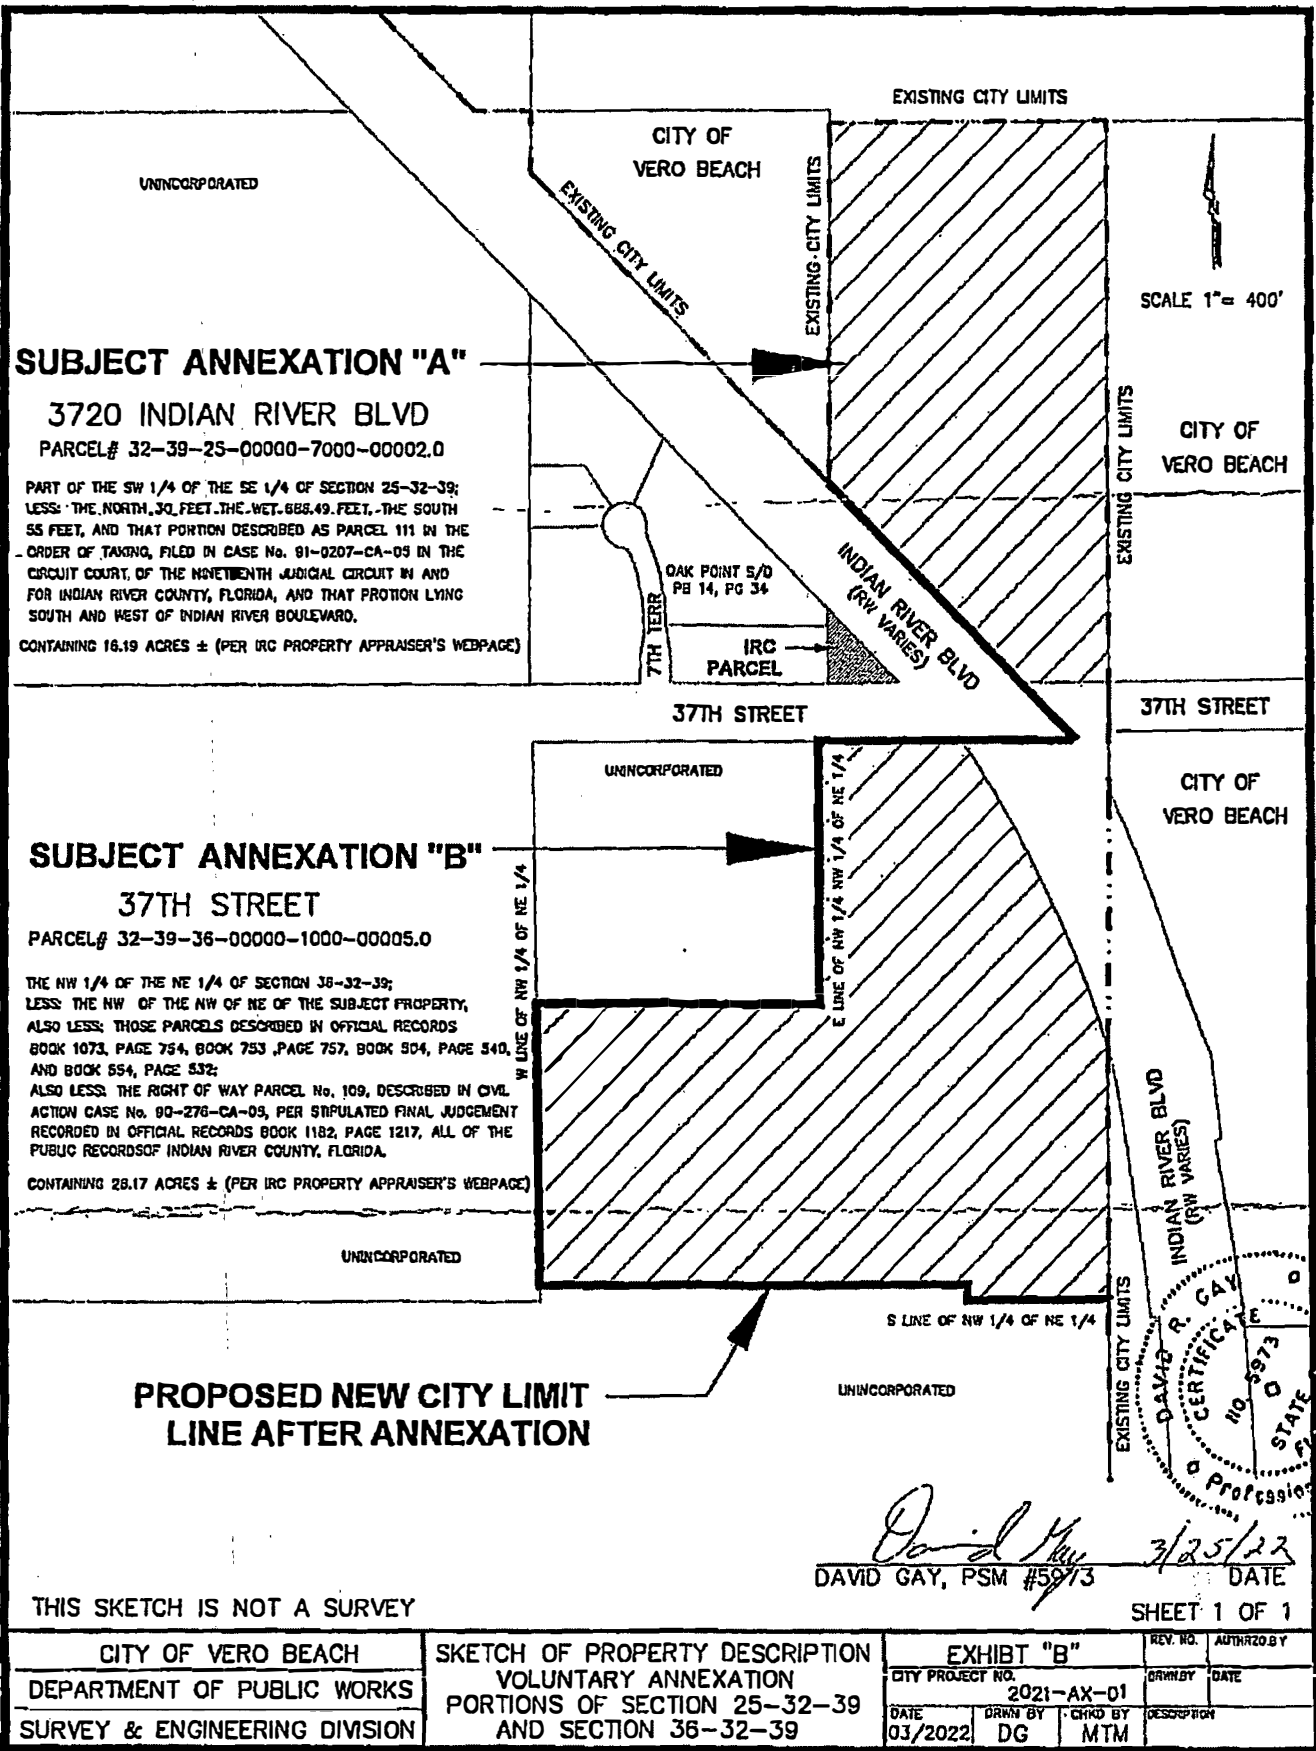 EXISTING CITY LIMITS
CITY OF
VERO BEACH
UNINCORPORATED
EXISTING CITY LIMITS
EXISTING CITY LIMITS
SCALE 1"= 400'
SUBJECT ANNEXATION "A"
3720 INDIAN RIVER BLVD
PARCEL# 32-39-25-00000-7000-00002.0
PART OF THE SW 1/4 OF THE SE 1/4 OF SECTION 25-32-39;
LESS: THE NORTH 30 FEET THE WET 688.49 FEET, THE SOUTH
55 FEET, AND THAT PORTION DESCRIBED AS PARCEL 111 IN THE
ORDER OF TAKING, FILED IN CASE No. 91-0207-CA-05 IN THE
CIRCUIT COURT, OF THE NINETEENTH JUDICIAL CIRCUIT IN AND
FOR INDIAN RIVER COUNTY, FLORIDA, AND THAT PROTION LYING
SOUTH AND WEST OF INDIAN RIVER BOULEVARD.
CONTAINING 16.19 ACRES ± (PER IRC PROPERTY APPRAISER'S WEBPAGE)
EXISTING CITY LIMITS
CITY OF
VERO BEACH
INDIAN RIVER BLVD
(RW VARIES)
OAK POINT S/D
PB 14, PG 34
7TH TERR
IRC
PARCEL
37TH STREET
37TH STREET
UNINCORPORATED
CITY OF
VERO BEACH
SUBJECT ANNEXATION "B"
37TH STREET
PARCEL# 32-39-36-00000-1000-00005.0
THE NW 1/4 OF THE NE 1/4 OF SECTION 36-32-39;
LESS: THE NW OF THE NW OF NE OF THE SUBJECT PROPERTY,
ALSO LESS: THOSE PARCELS DESCRIBED IN OFFICIAL RECORDS
BOOK 1073, PAGE 754, BOOK 753 ,PAGE 757, BOOK 504, PAGE 540,
AND BOOK 554, PAGE 532;
ALSO LESS: THE RIGHT OF WAY PARCEL No. 109, DESCRIBED IN CIVIL
ACTION CASE No. 90-276-CA-05, PER STIPULATED FINAL JUDGEMENT
RECORDED IN OFFICIAL RECORDS BOOK 1182, PAGE 1217, ALL OF THE
PUBLIC RECORDSOF INDIAN RIVER COUNTY, FLORIDA.
CONTAINING 28.17 ACRES ± (PER IRC PROPERTY APPRAISER'S WEBPAGE)
W LINE OF NW 1/4 OF NE 1/4
E LINE OF NW 1/4 NW 1/4 OF NE 1/4
INDIAN RIVER BLVD
(RW VARIES)
UNINCORPORATED
S LINE OF NW 1/4 OF NE 1/4
EXISTING CITY LIMITS
PROPOSED NEW CITY LIMIT
LINE AFTER ANNEXATION
UNINCORPORATED
DAVID R. GAY
CERTIFICATE
NO. 5973
STATE
David Gay
3/25/22
DAVID GAY, PSM #5973
DATE
THIS SKETCH IS NOT A SURVEY
SHEET 1 OF 1
CITY OF VERO BEACH
DEPARTMENT OF PUBLIC WORKS
SURVEY & ENGINEERING DIVISION
SKETCH OF PROPERTY DESCRIPTION
VOLUNTARY ANNEXATION
PORTIONS OF SECTION 25-32-39
AND SECTION 36-32-39
EXHIBT "B"
CITY PROJECT NO.
2021-AX-01
DATE
03/2022
DRWN BY
DG
CHKD BY
MTM
REV. NO.
AUTHRZD BY
DRWN BY
DATE
DESCRIPTION